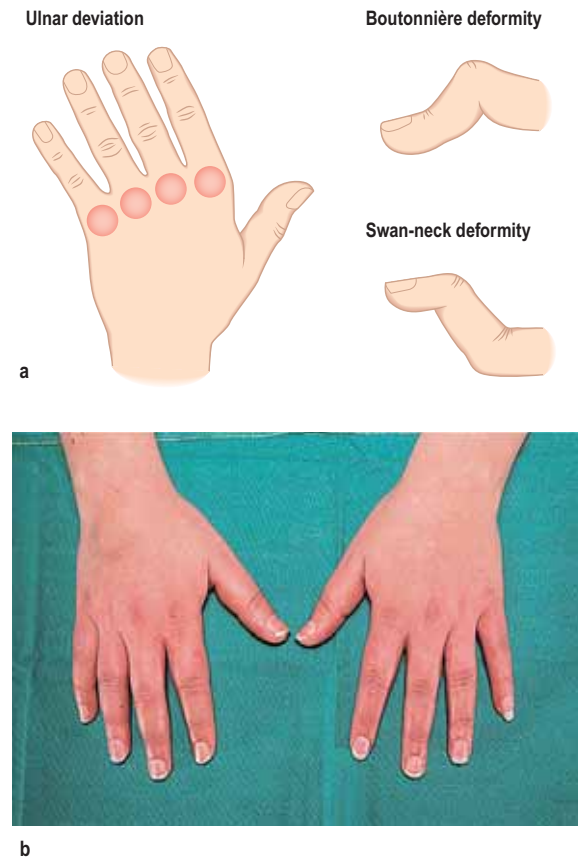 Ulnar deviation
Boutonnière deformity
Swan-neck deformity
a
b